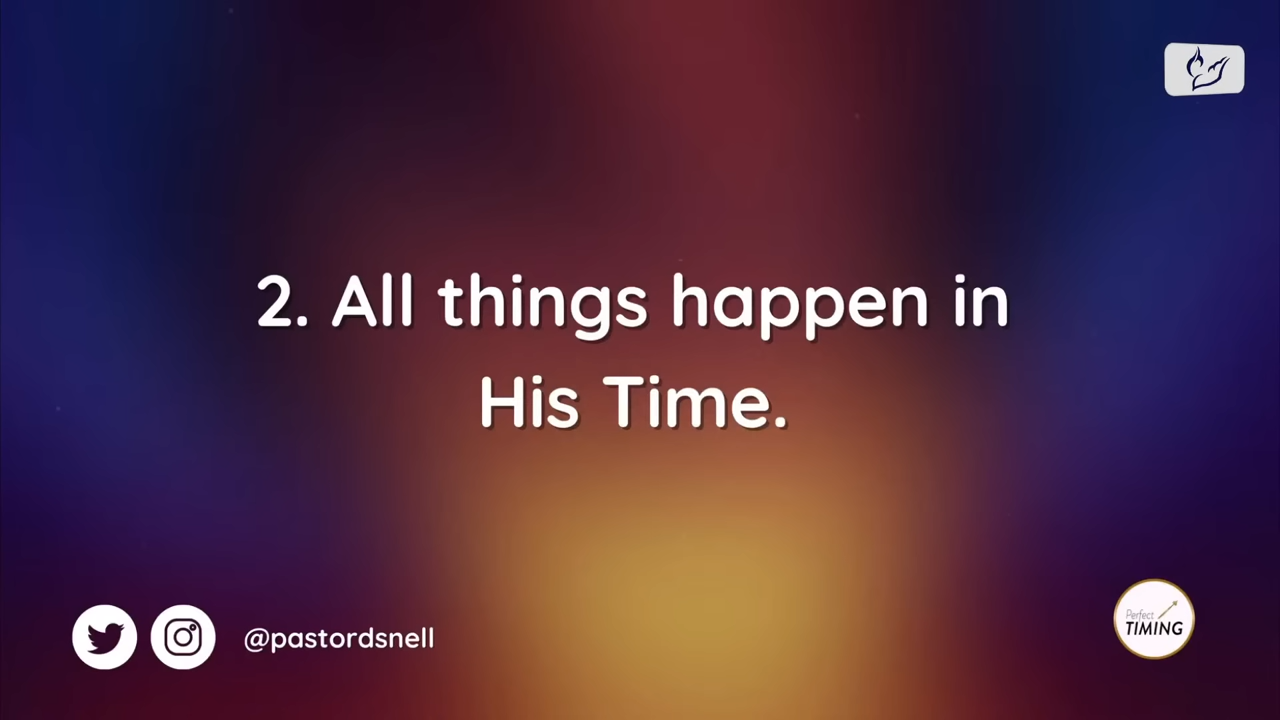 2. All things happen in
His Time.
@pastordsnell
Perfect
TIMING